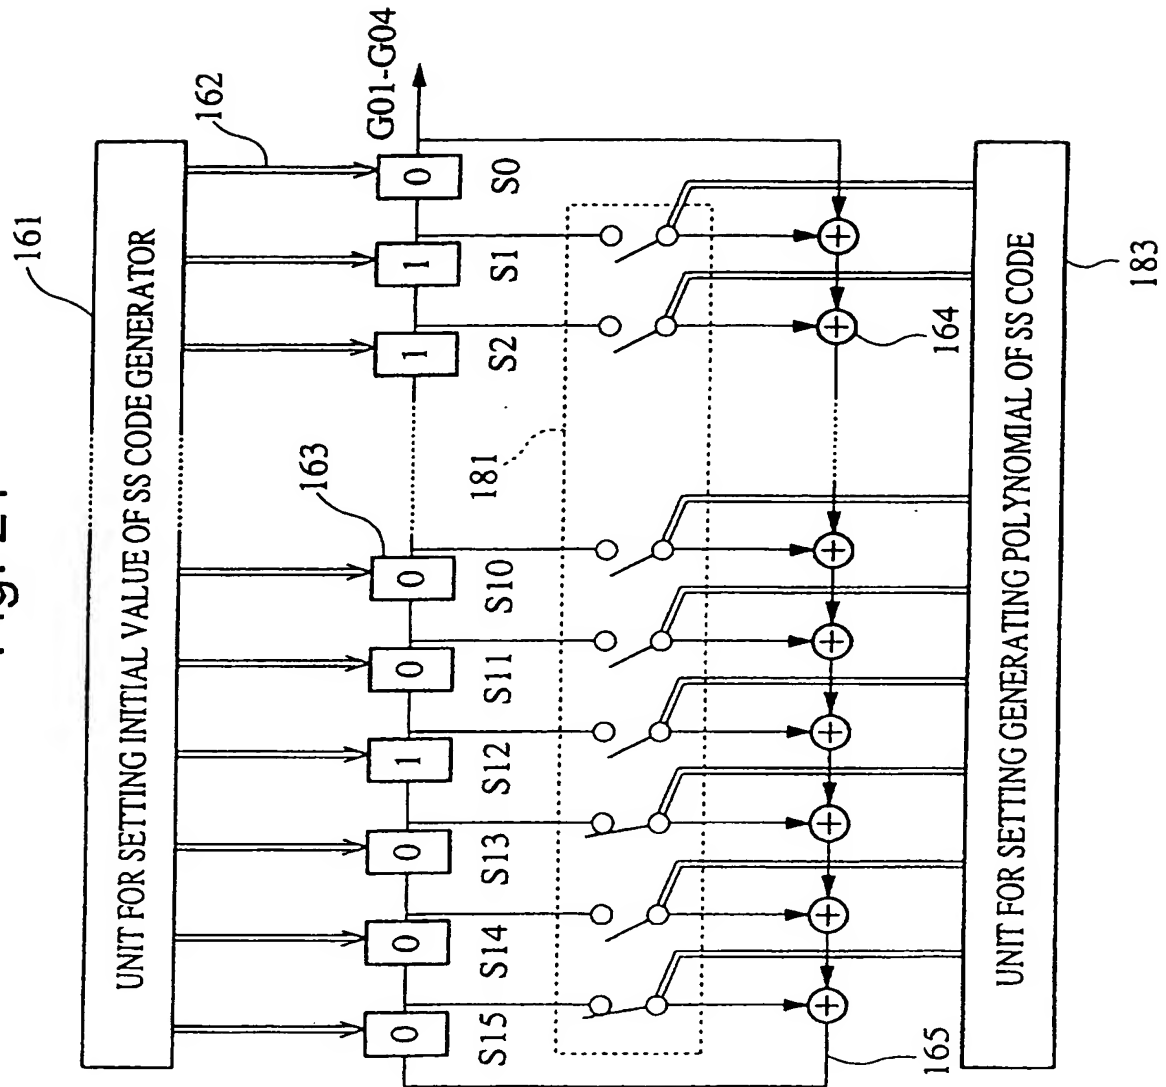 161
UNIT FOR SETTING INITIAL VALUE OF SS CODE GENERATOR
162
163
G01-G04
0 0 0 1 0 0 1 1 0
S15 S14 S13 S12 S11 S10 S2 S1 S0
181
164
165
UNIT FOR SETTING GENERATING POLYNOMIAL OF SS CODE
183